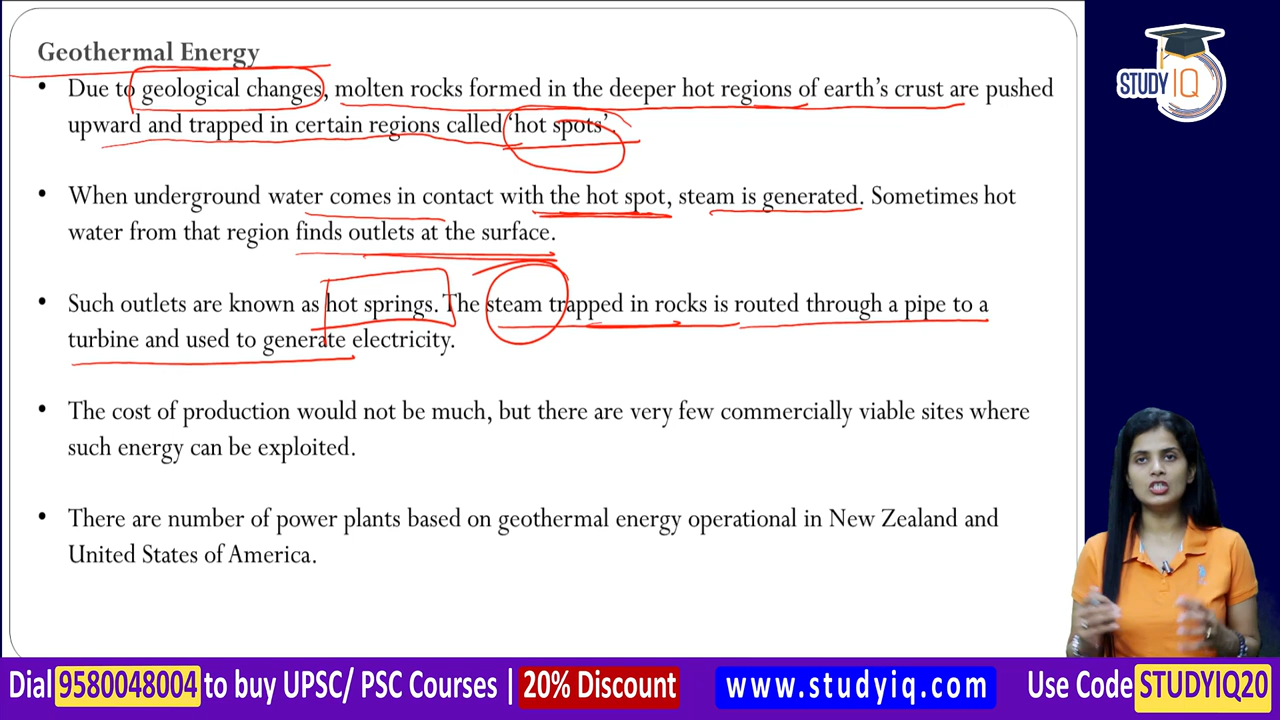 Geothermal Energy
• Due to geological changes, molten rocks formed in the deeper hot regions of earth's crust are pushed
upward and trapped in certain regions called 'hot spots'.
• When underground water comes in contact with the hot spot, steam is generated. Sometimes hot
water from that region finds outlets at the surface.
• Such outlets are known as hot springs. The steam trapped in rocks is routed through a pipe to a
turbine and used to generate electricity.
• The cost of production would not be much, but there are very few commercially viable sites where
such energy can be exploited.
• There are number of power plants based on geothermal energy operational in New Zealand and
United States of America.
STUDY IQ
Dial 9580048004 to buy UPSC/ PSC Courses | 20% Discount www.studyiq.com Use Code STUDYIQ20